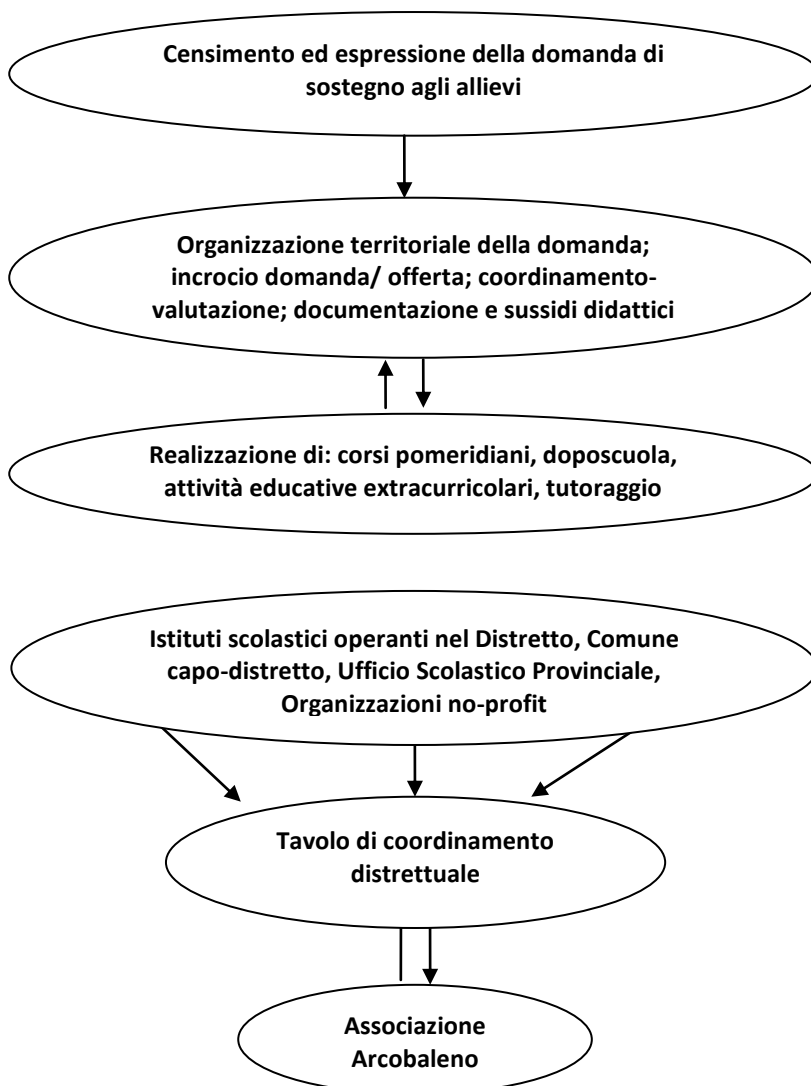 Censimento ed espressione della domanda di
sostegno agli allievi
Organizzazione territoriale della domanda;
incrocio domanda/ offerta; coordinamento-
valutazione; documentazione e sussidi didattici
Realizzazione di: corsi pomeridiani, doposcuola,
attività educative extracurricolari, tutoraggio
Istituti scolastici operanti nel Distretto, Comune
capo-distretto, Ufficio Scolastico Provinciale,
Organizzazioni no-profit
Tavolo di coordinamento
distrettuale
Associazione
Arcobaleno